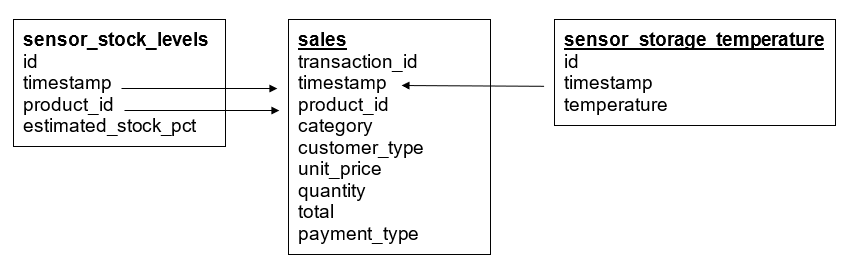 sensor_stock_levels
id
timestamp
product_id
estimated_stock_pct
sales
transaction_id
timestamp
product_id
category
customer_type
unit_price
quantity
total
payment_type
sensor_storage_temperature
id
timestamp
temperature